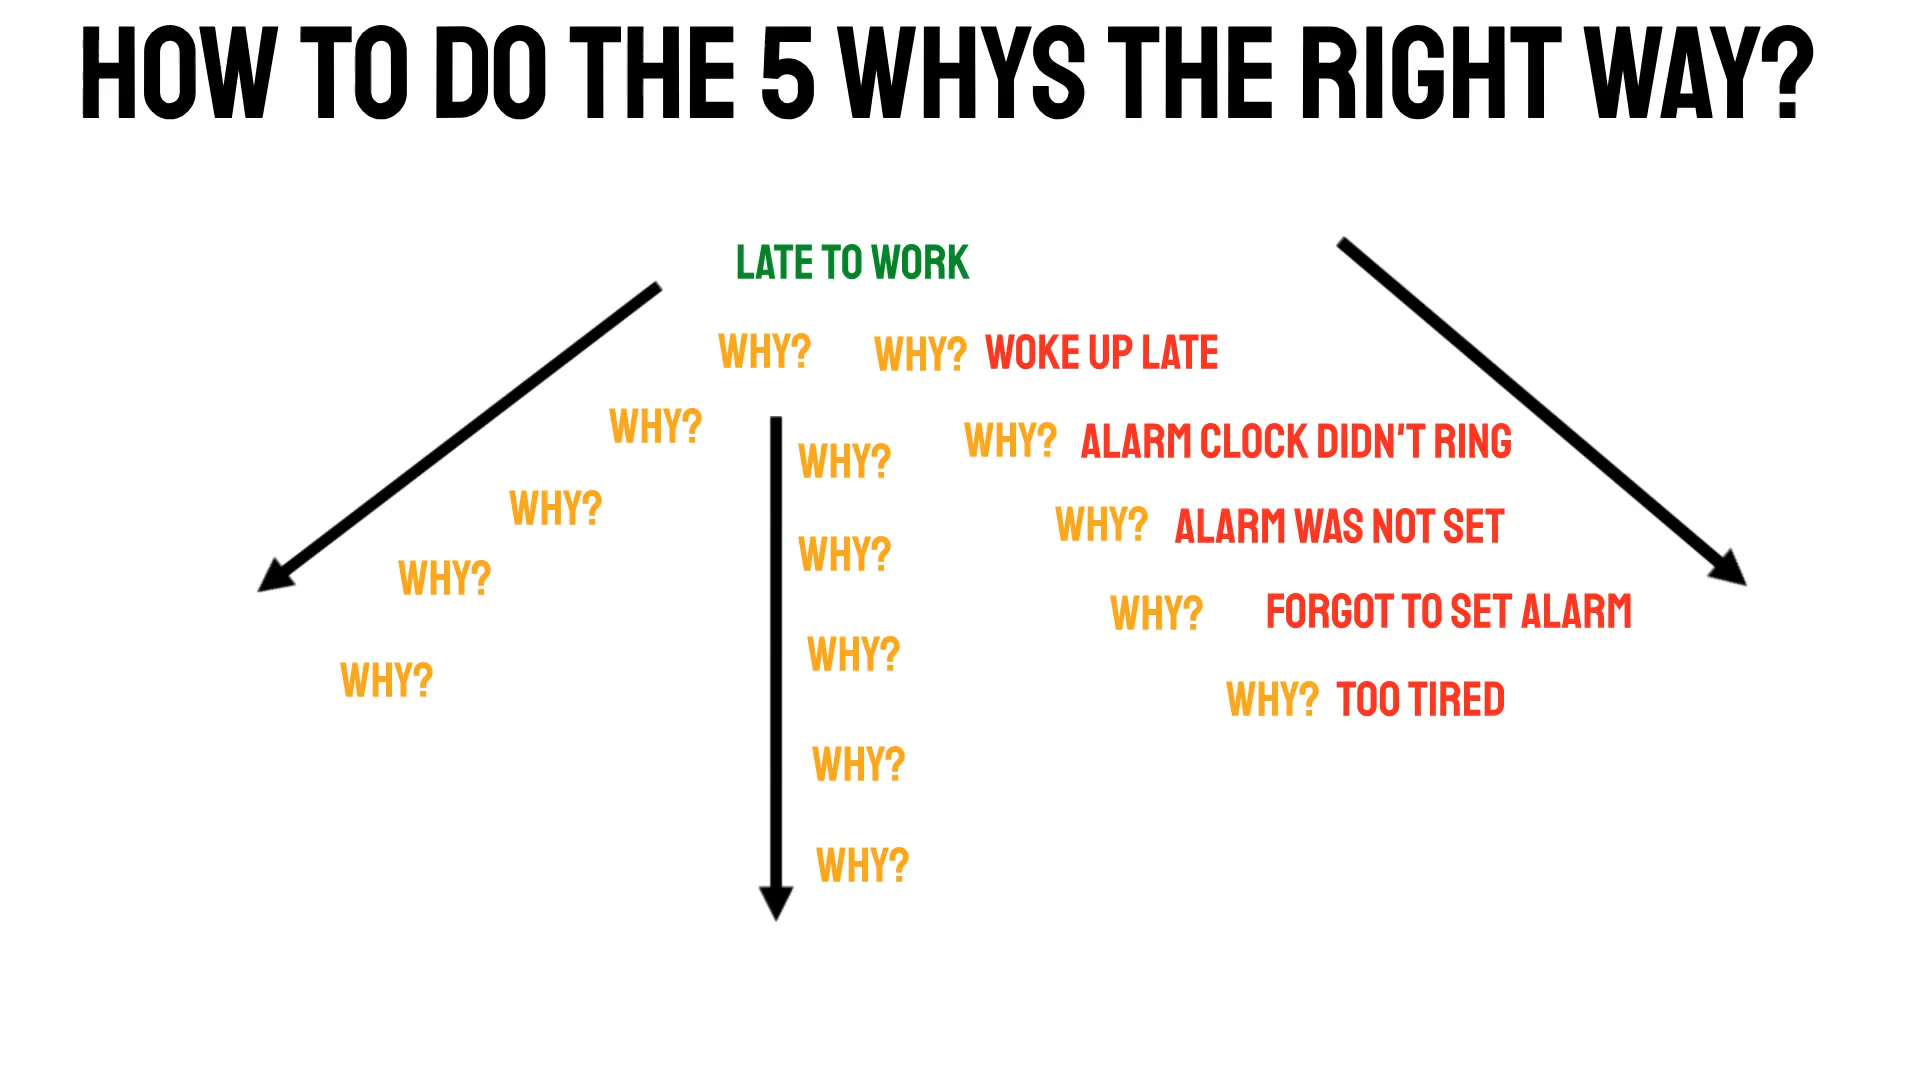 HOW TO DO THE 5 WHYS THE RIGHT WAY?
LATE TO WORK
WHY? WHY? WOKE UP LATE
WHY? WHY? ALARM CLOCK DIDN'T RING
WHY?
WHY? WHY? ALARM WAS NOT SET
WHY?
WHY? WHY? FORGOT TO SET ALARM
WHY?
WHY? WHY? TOO TIRED
WHY?
WHY?